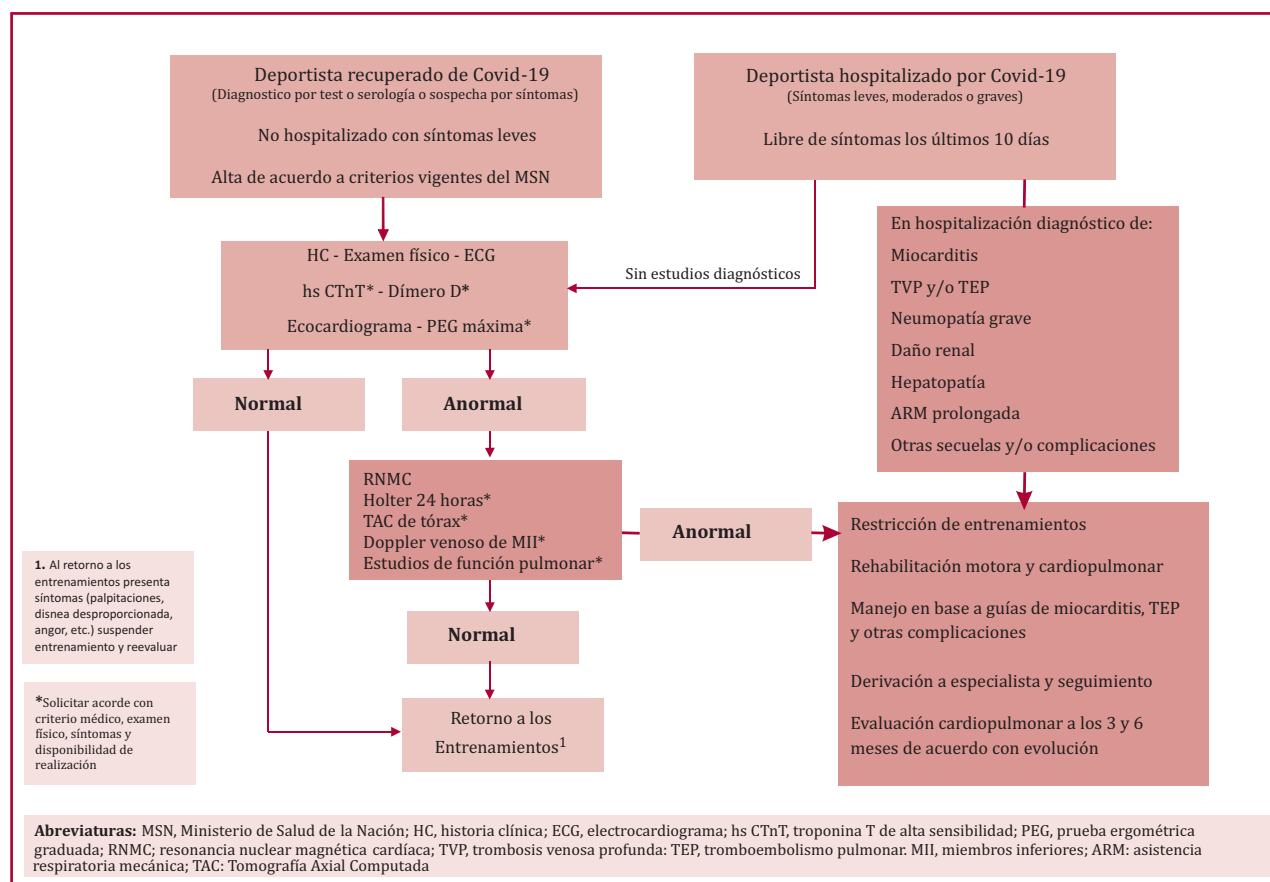 Deportista recuperado de Covid-19
(Diagnostico por test o serología o sospecha por síntomas)
No hospitalizado con síntomas leves
Alta de acuerdo a criterios vigentes del MSN
Deportista hospitalizado por Covid-19
(Síntomas leves, moderados o graves)
Libre de síntomas los últimos 10 días
HC - Examen físico - ECG
hs CTnT* - Dímero D*
Ecocardiograma - PEG máxima*
Sin estudios diagnósticos
En hospitalización diagnóstico de:
Miocarditis
TVP y/o TEP
Neumopatía grave
Daño renal
Hepatopatía
ARM prolongada
Otras secuelas y/o complicaciones
Normal
Anormal
RNMC
Holter 24 horas*
TAC de tórax*
Doppler venoso de MII*
Estudios de función pulmonar*
Anormal
Restricción de entrenamientos
Rehabilitación motora y cardiopulmonar
Manejo en base a guías de miocarditis, TEP
y otras complicaciones
Derivación a especialista y seguimiento
Evaluación cardiopulmonar a los 3 y 6
meses de acuerdo con evolución
Normal
Retorno a los
Entrenamientos1
1. Al retorno a los
entrenamientos presenta
síntomas (palpitaciones,
disnea desproporcionada,
angor, etc.) suspender
entrenamiento y reevaluar
*Solicitar acorde con
criterio médico, examen
físico, síntomas y
disponibilidad de
realización
Abreviaturas: MSN, Ministerio de Salud de la Nación; HC, historia clínica; ECG, electrocardiograma; hs CTnT, troponina T de alta sensibilidad; PEG, prueba ergométrica
graduada; RNMC; resonancia nuclear magnética cardíaca; TVP, trombosis venosa profunda: TEP, tromboembolismo pulmonar. MII, miembros inferiores; ARM: asistencia
respiratoria mecánica; TAC: Tomografía Axial Computada